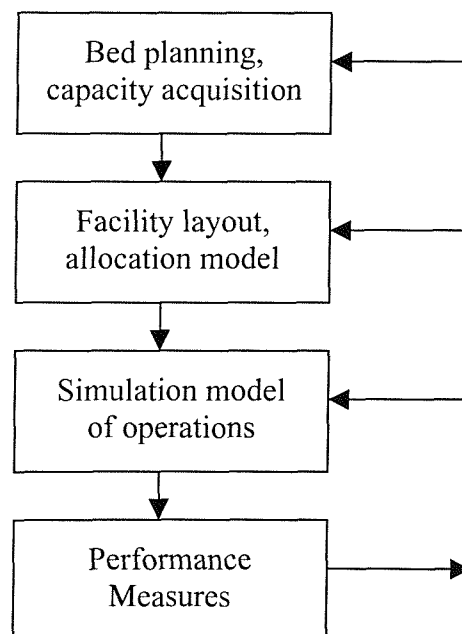 Bed planning,
capacity acquisition
Facility layout,
allocation model
Simulation model
of operations
Performance
Measures